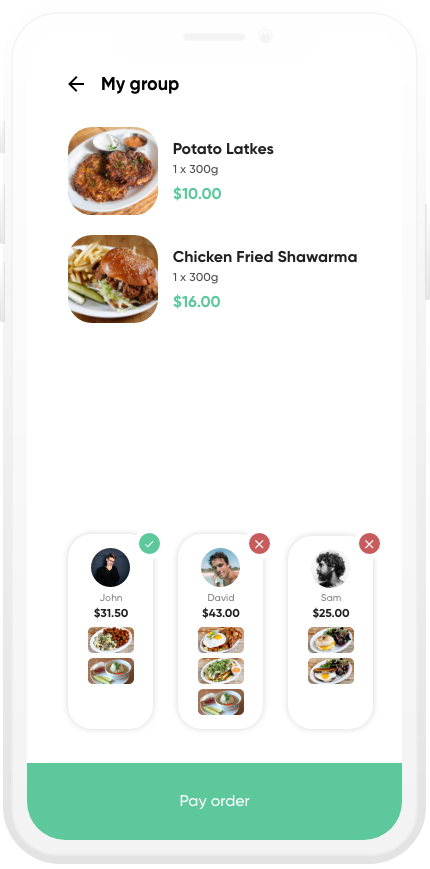 My group
Potato Latkes
1 x 300g
$10.00
Chicken Fried Shawarma
1 x 300g
$16.00
John
$31.50
David
$43.00
Sam
$25.00
Pay order